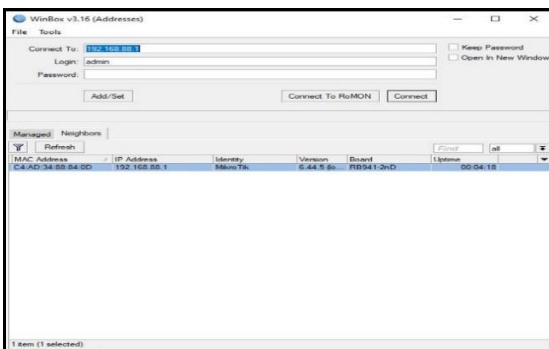 WinBox v3.16 (Addresses)
File Tools
Connect To: 192.168.88.1
Keep Password
Login: admin
Open In New Window
Password:
Add/Set Connect To RoMON Connect
Managed Neighbors
Refresh Find all
MAC Address IP Address Identity Version Board Uptime
C4:AD:34:88:84:0D 192.168.88.1 MikroTik 6.44.5 (lo... RB941-2nD 00:04:18
1 item (1 selected)